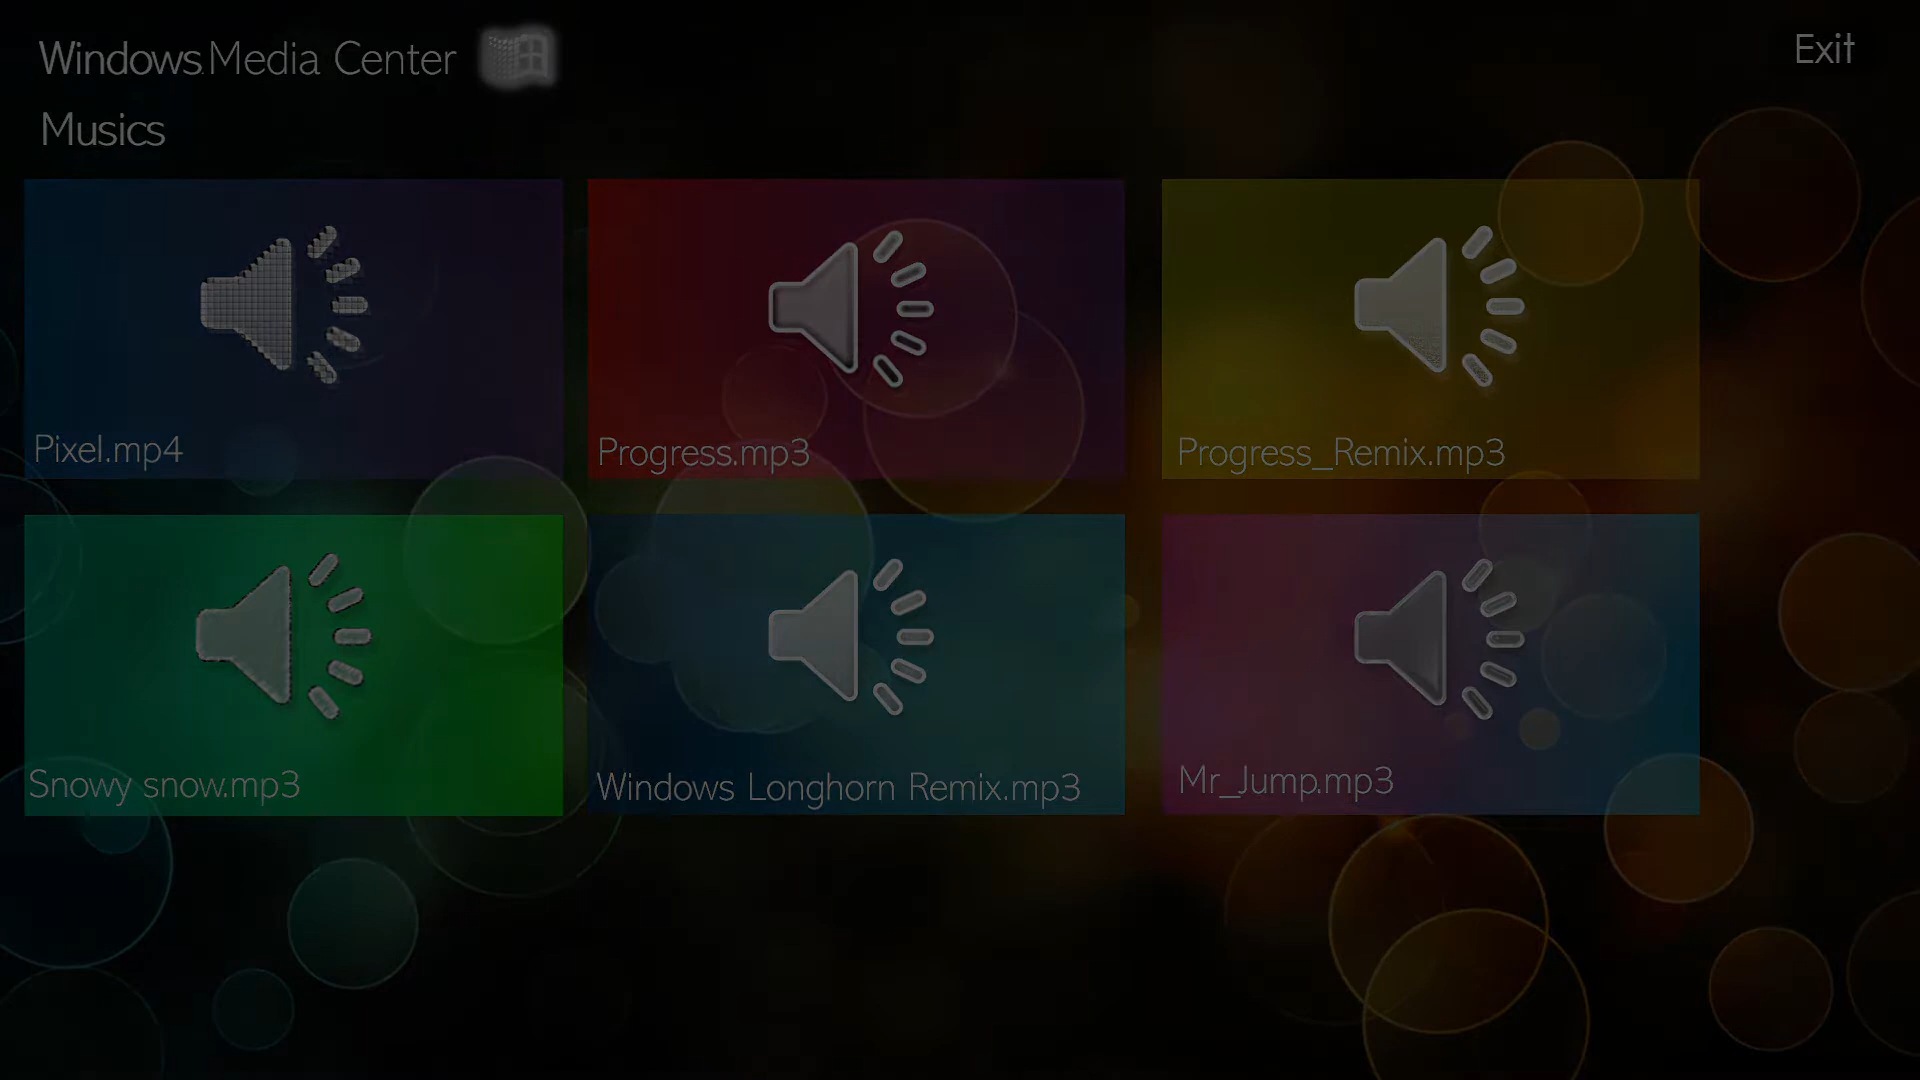 Windows Media Center
Exit
Musics
Pixel.mp4
Progress.mp3
Progress_Remix.mp3
Snowy snow.mp3
Windows Longhorn Remix.mp3
Mr_Jump.mp3